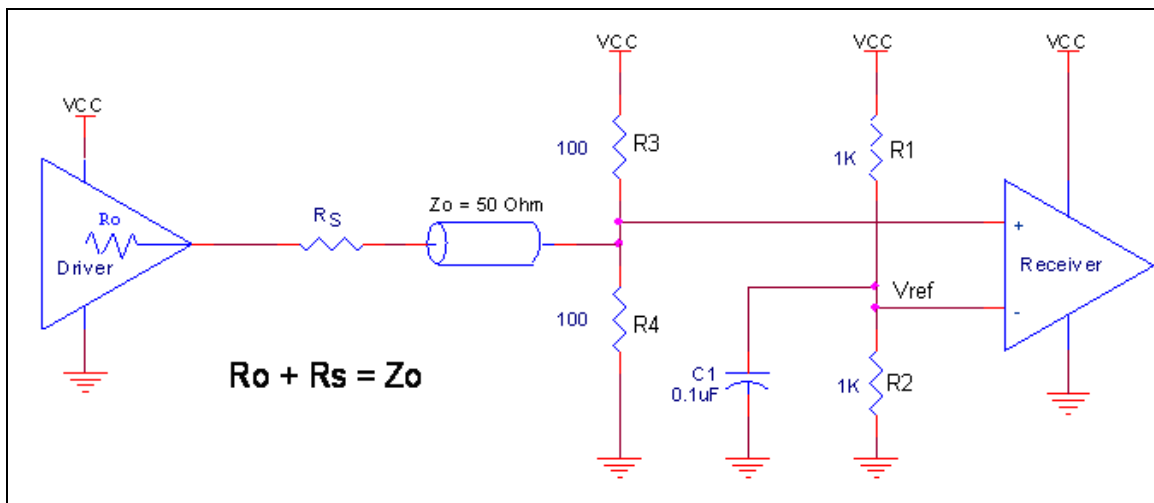 VCC
VCC
VCC
VCC
100
R3
1K
R1
Ro
Driver
RS
Zo = 50 Ohm
+
Receiver
Vref
-
100
R4
Ro + Rs = Zo
C1
0.1uF
1K
R2